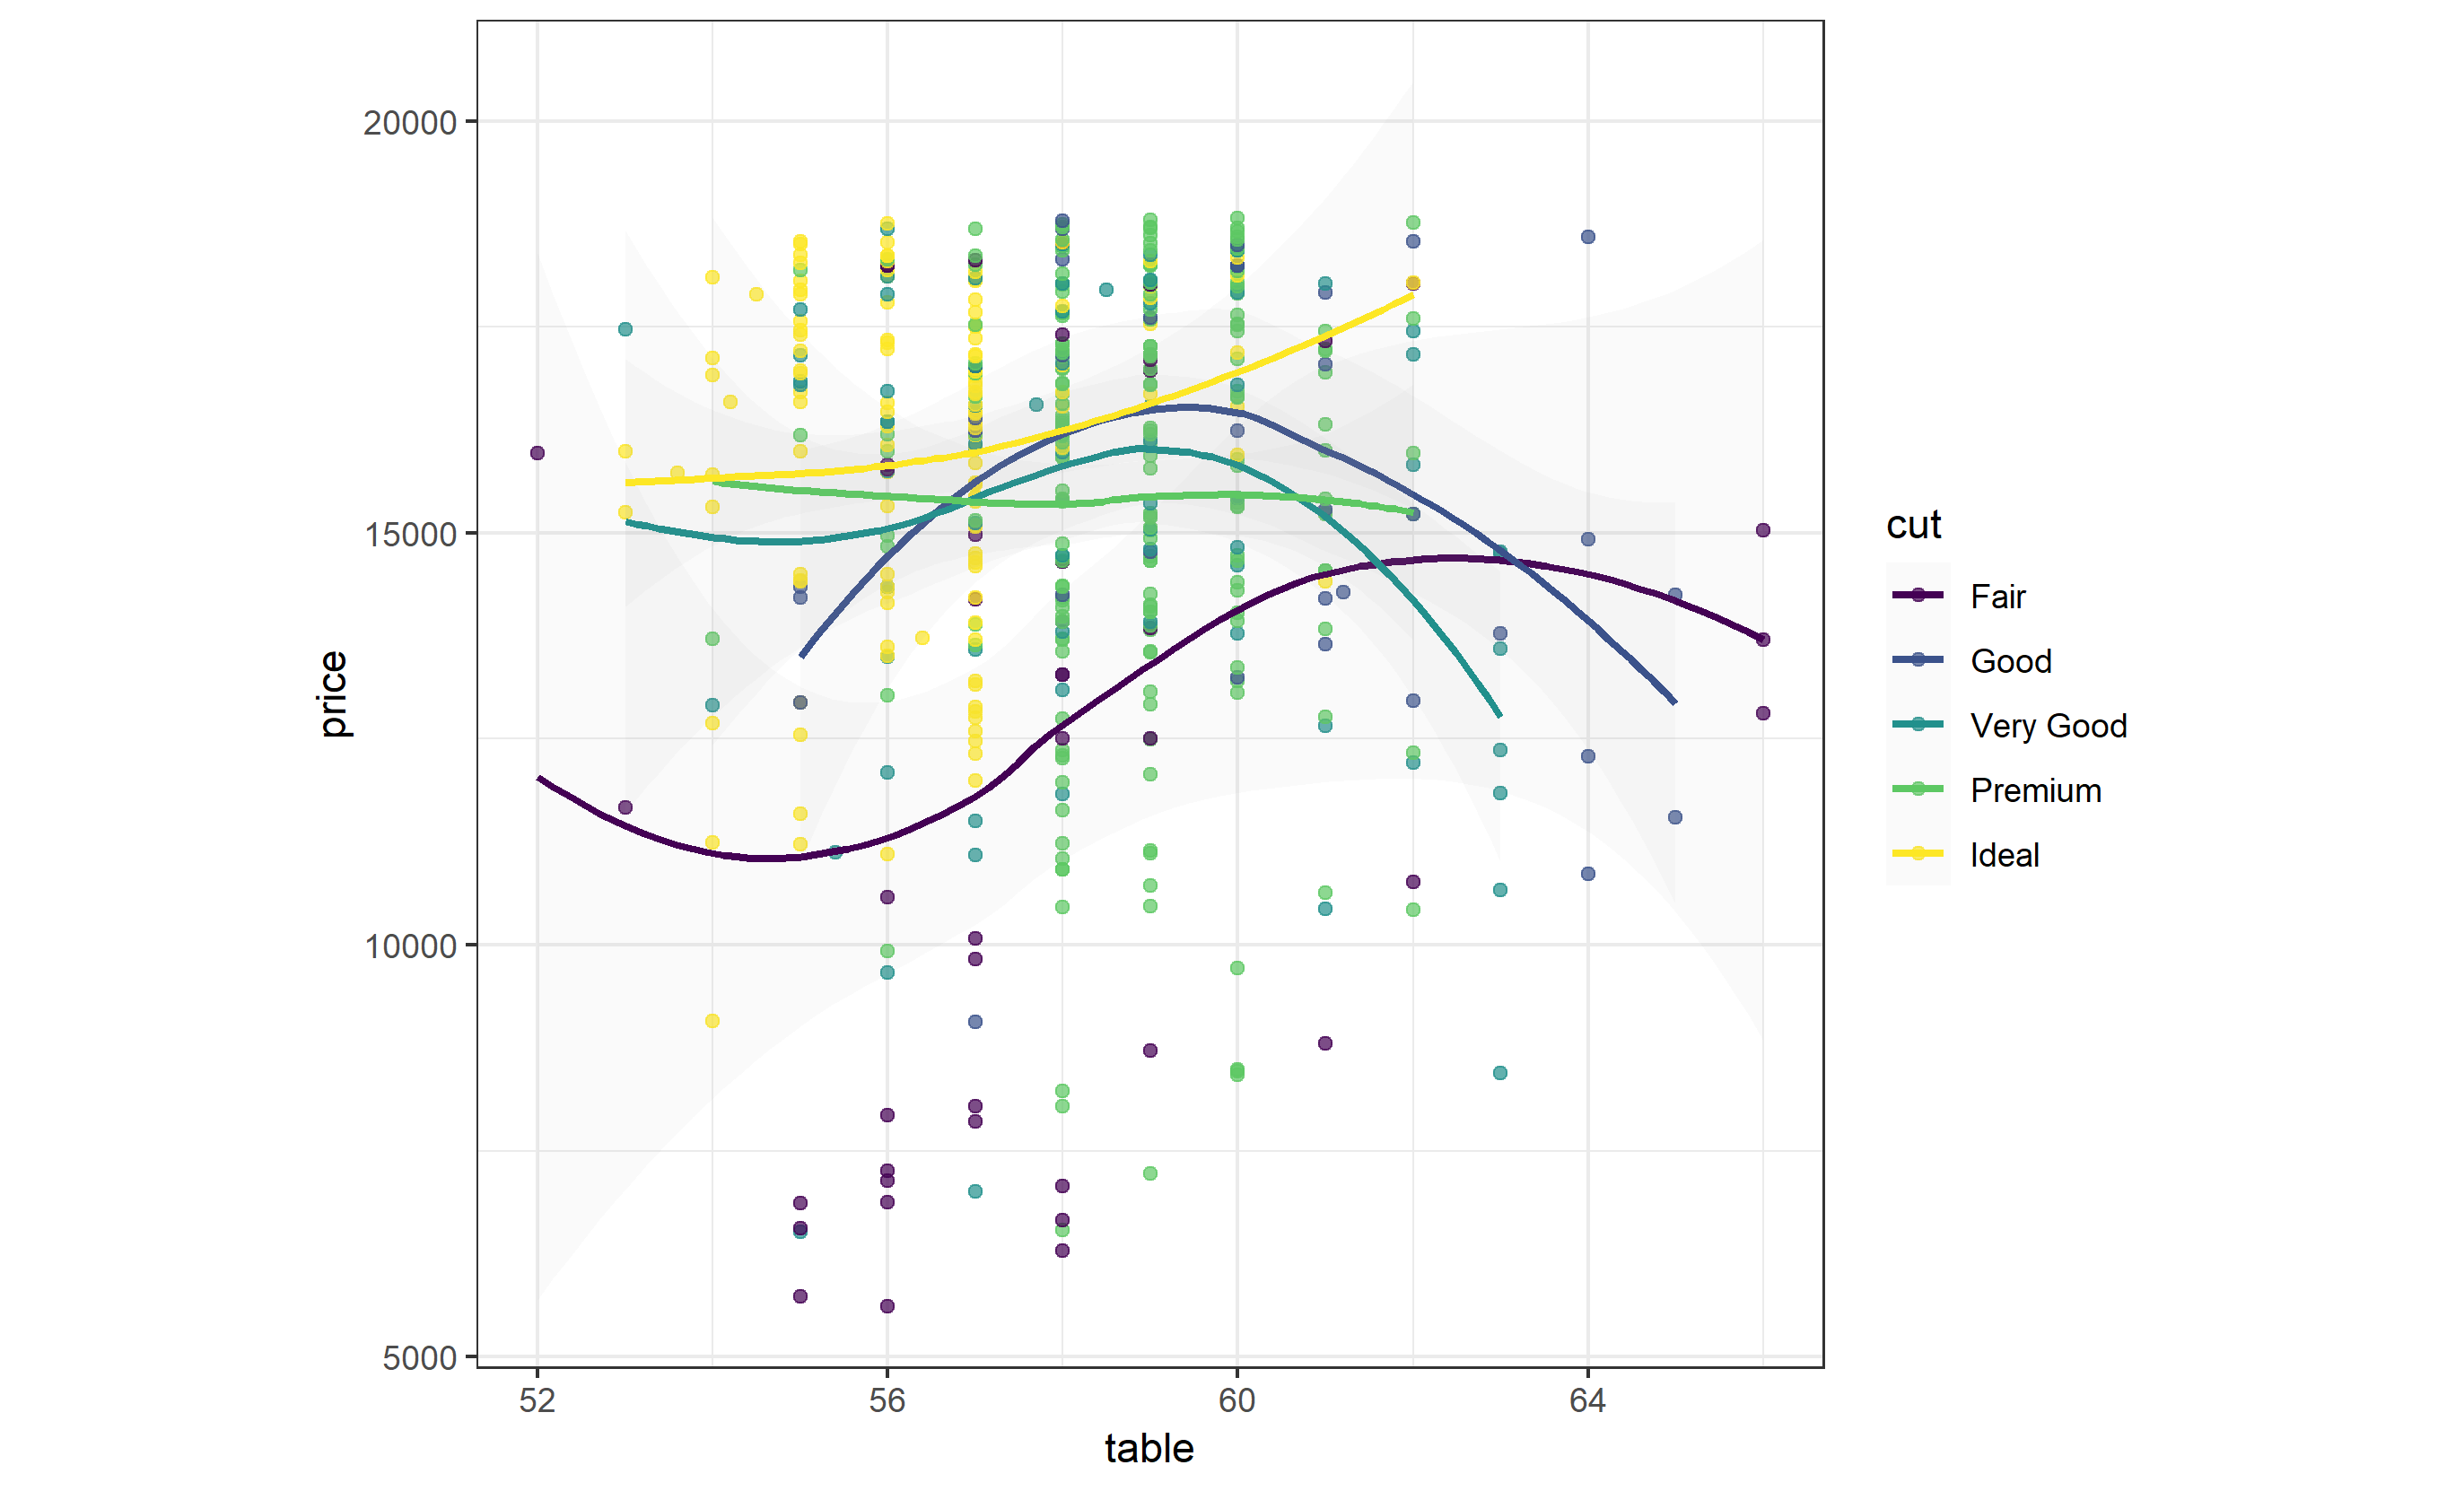 20000
15000
10000
5000
price
52
56
60
64
table
cut
Fair
Good
Very Good
Premium
Ideal